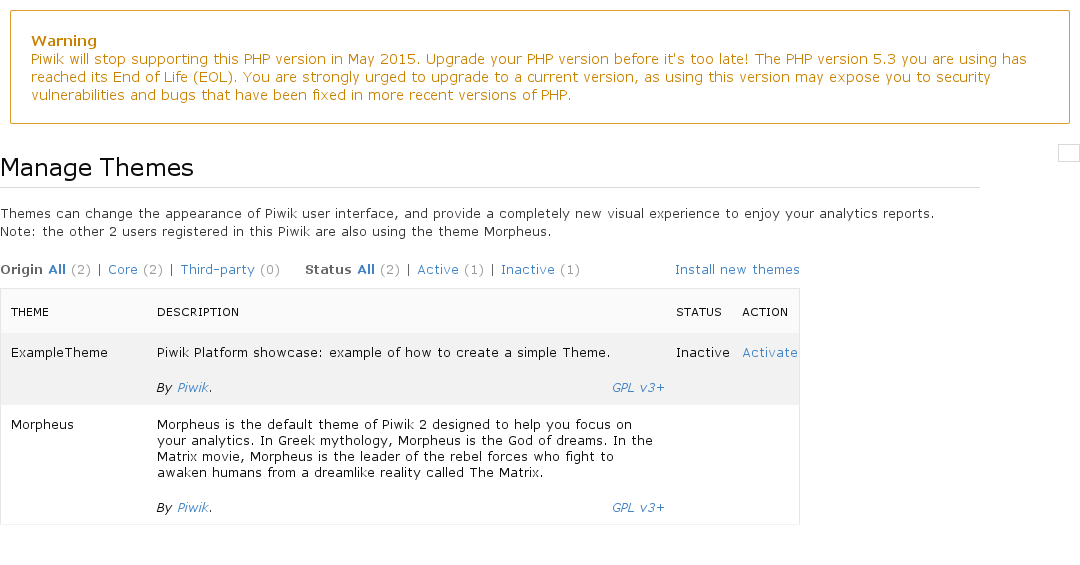 Warning
Piwik will stop supporting this PHP version in May 2015. Upgrade your PHP version before it's too late! The PHP version 5.3 you are using has
reached its End of Life (EOL). You are strongly urged to upgrade to a current version, as using this version may expose you to security
vulnerabilities and bugs that have been fixed in more recent versions of PHP.
Manage Themes
Themes can change the appearance of Piwik user interface, and provide a completely new visual experience to enjoy your analytics reports.
Note: the other 2 users registered in this Piwik are also using the theme Morpheus.
Origin All (2) | Core (2) | Third-party (0) Status All (2) | Active (1) | Inactive (1) Install new themes
THEME DESCRIPTION STATUS ACTION
ExampleTheme Piwik Platform showcase: example of how to create a simple Theme. Inactive Activate
By Piwik. GPL v3+
Morpheus Morpheus is the default theme of Piwik 2 designed to help you focus on
your analytics. In Greek mythology, Morpheus is the God of dreams. In the
Matrix movie, Morpheus is the leader of the rebel forces who fight to
awaken humans from a dreamlike reality called The Matrix.
By Piwik. GPL v3+